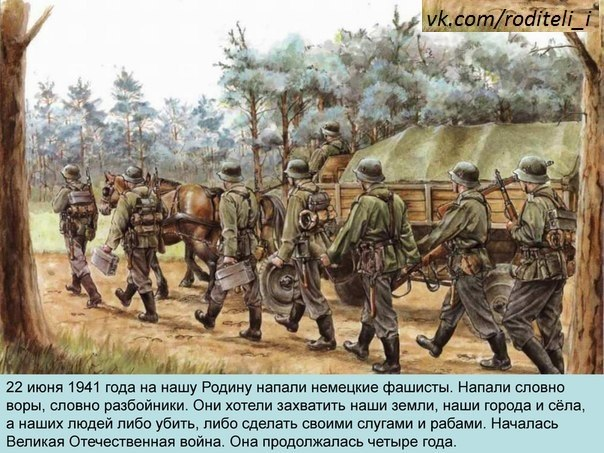 vk.com/roditeli_i
22 июня 1941 года на нашу Родину напали немецкие фашисты. Напали словно
воры, словно разбойники. Они хотели захватить наши земли, наши города и сёла,
а наших людей либо убить, либо сделать своими слугами и рабами. Началась
Великая Отечественная война. Она продолжалась четыре года.